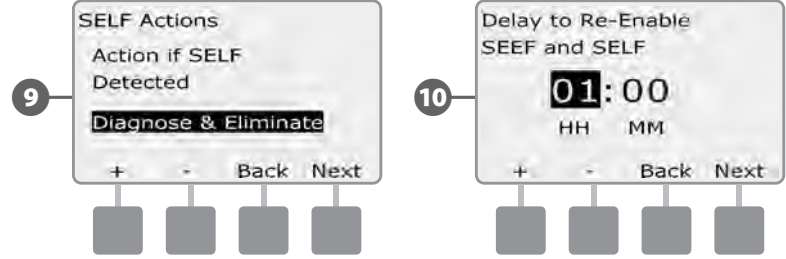 9
SELF Actions
Action if SELF
Detected
Diagnose & Eliminate
+ - Back Next
10
Delay to Re-Enable
SEEF and SELF
01:00
HH MM
+ - Back Next